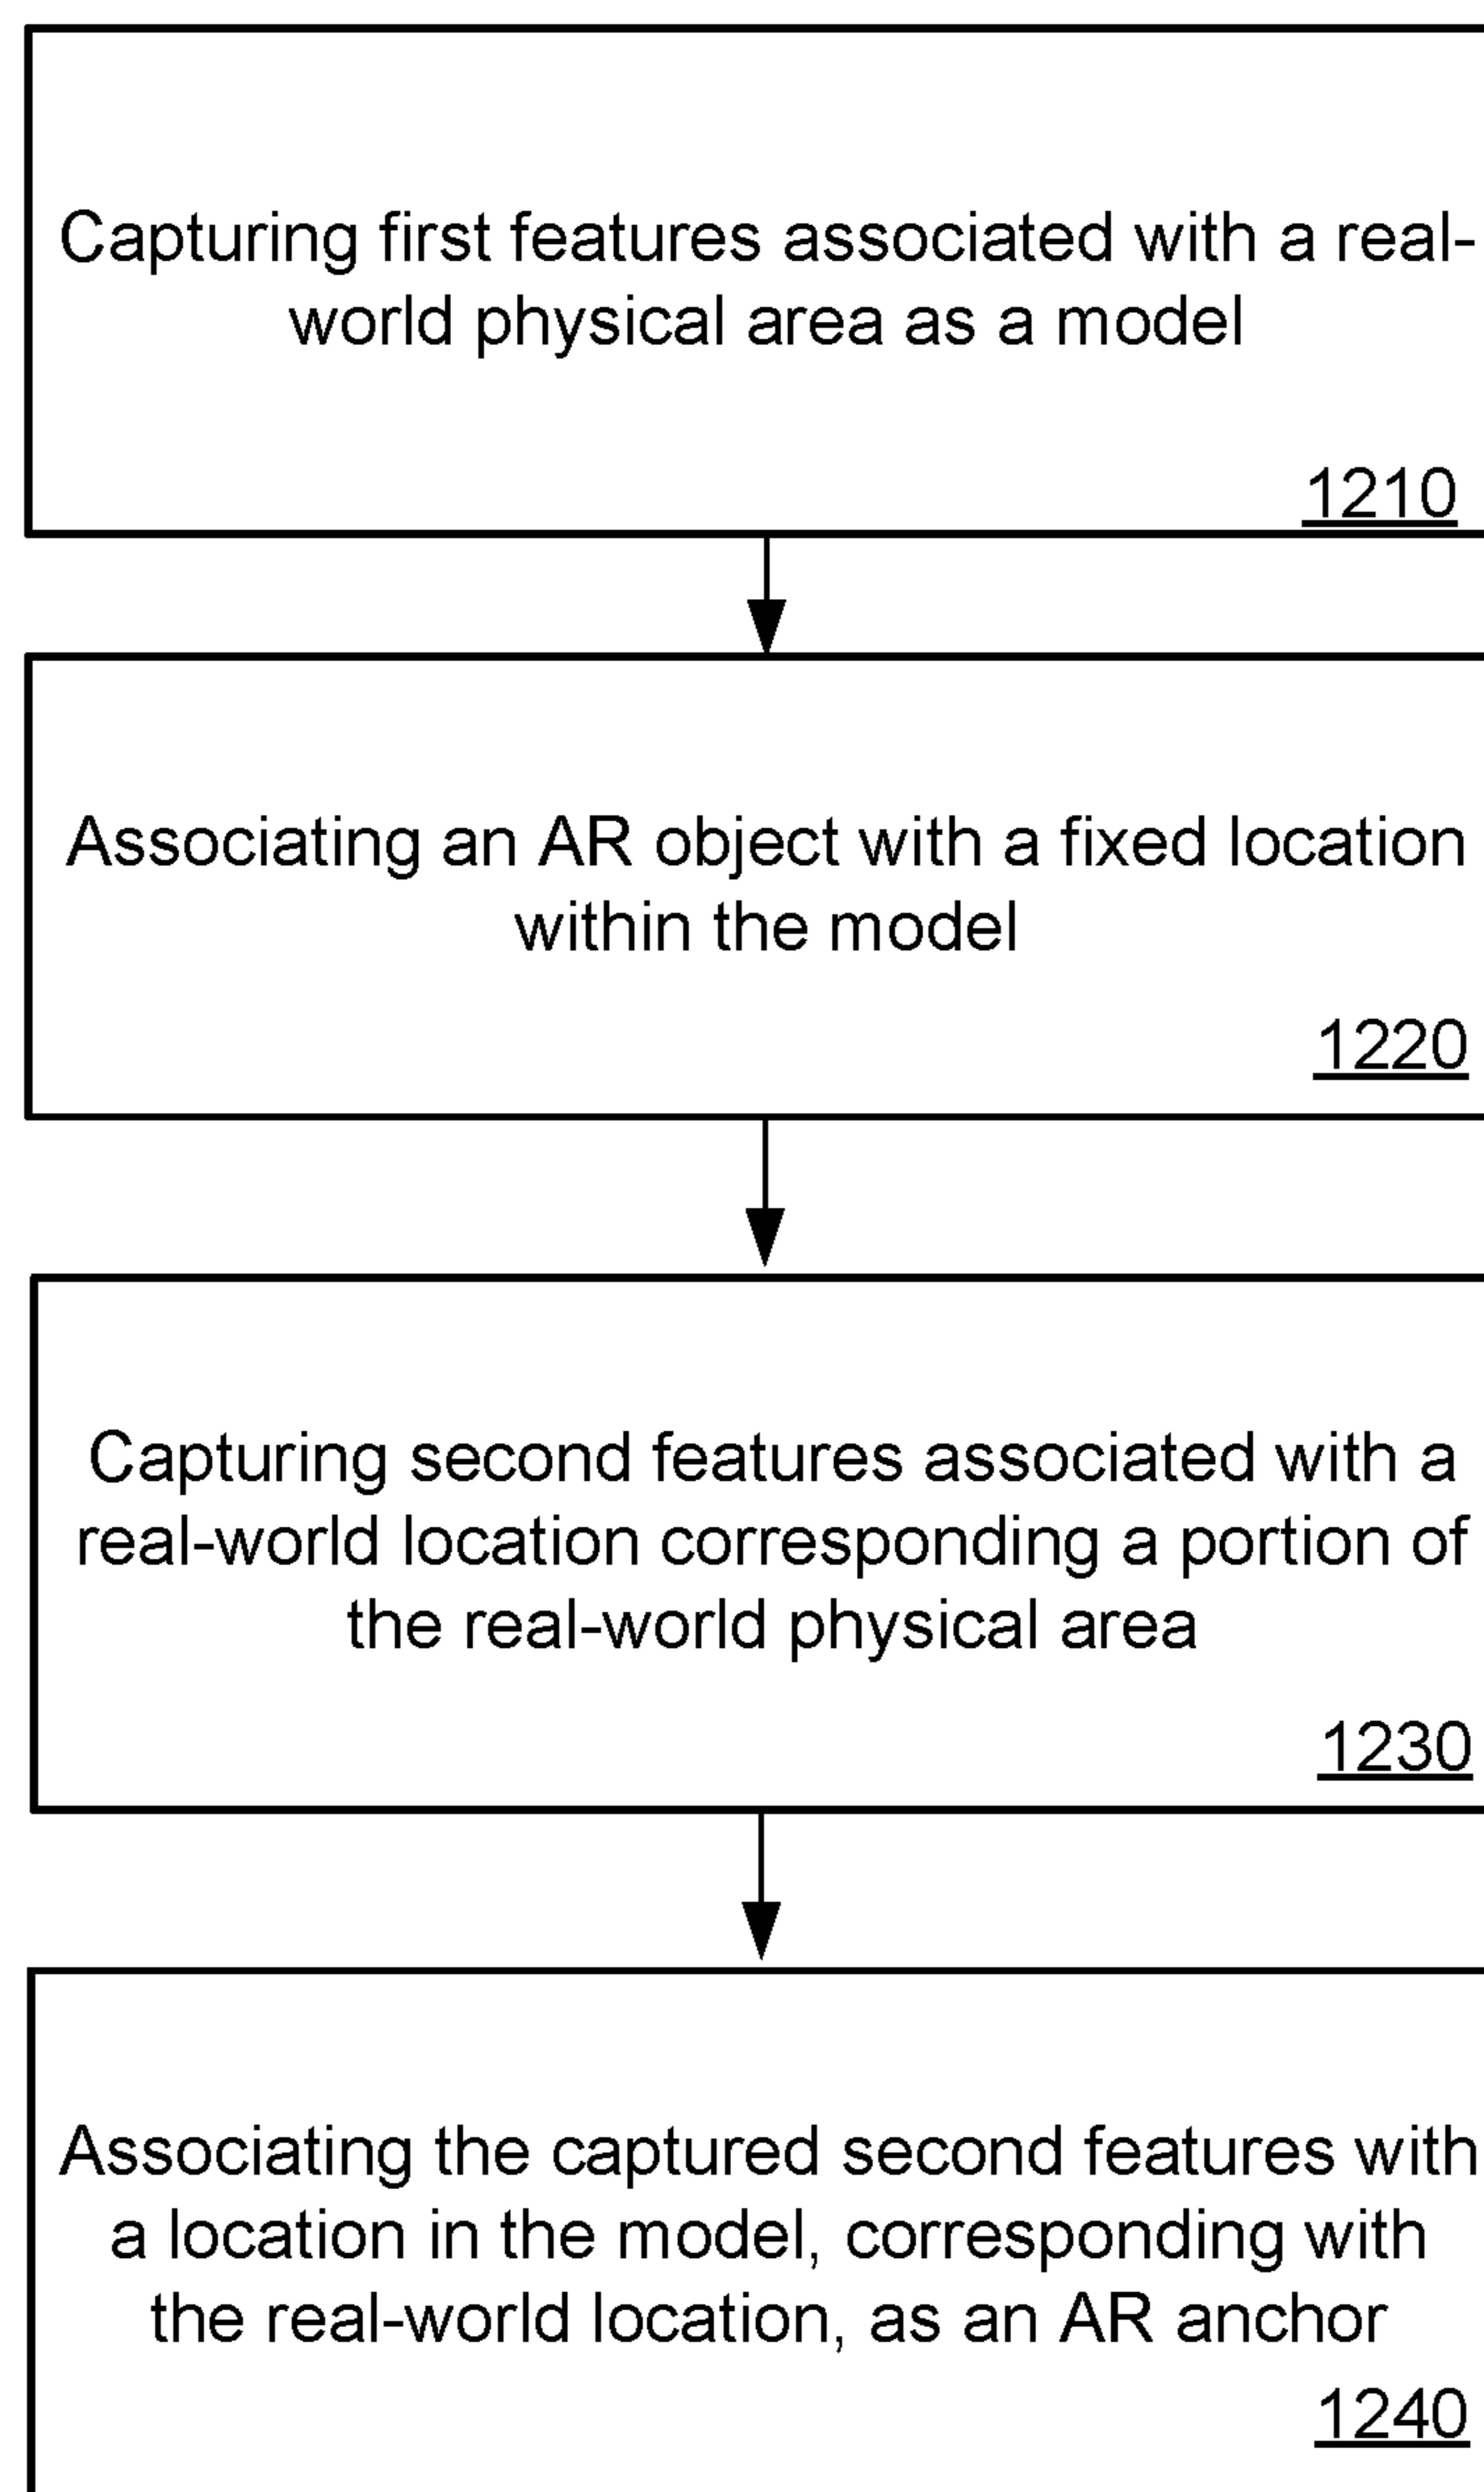 Capturing first features associated with a real-
world physical area as a model
1210
Associating an AR object with a fixed location
within the model
1220
Capturing second features associated with a
real-world location corresponding a portion of
the real-world physical area
1230
Associating the captured second features with
a location in the model, corresponding with
the real-world location, as an AR anchor
1240